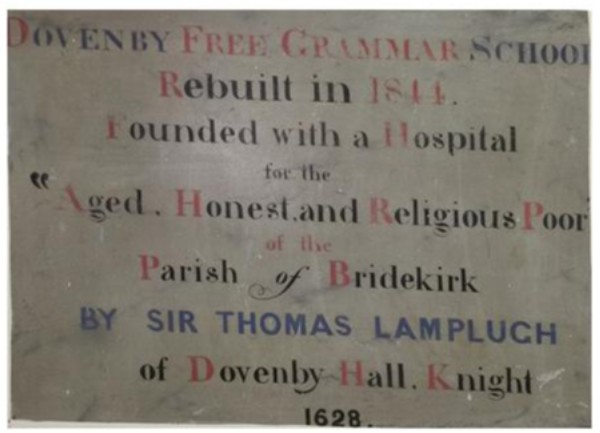 DOVENBY FREE GRAMMAR SCHOOL
Rebuilt in 1844.
Founded with a Hospital
for the
"Aged, Honest, and Religious Poor"
of the
Parish of Bridekirk
BY SIR THOMAS LAMPLUGH
of Dovenby Hall, Knight
1628.